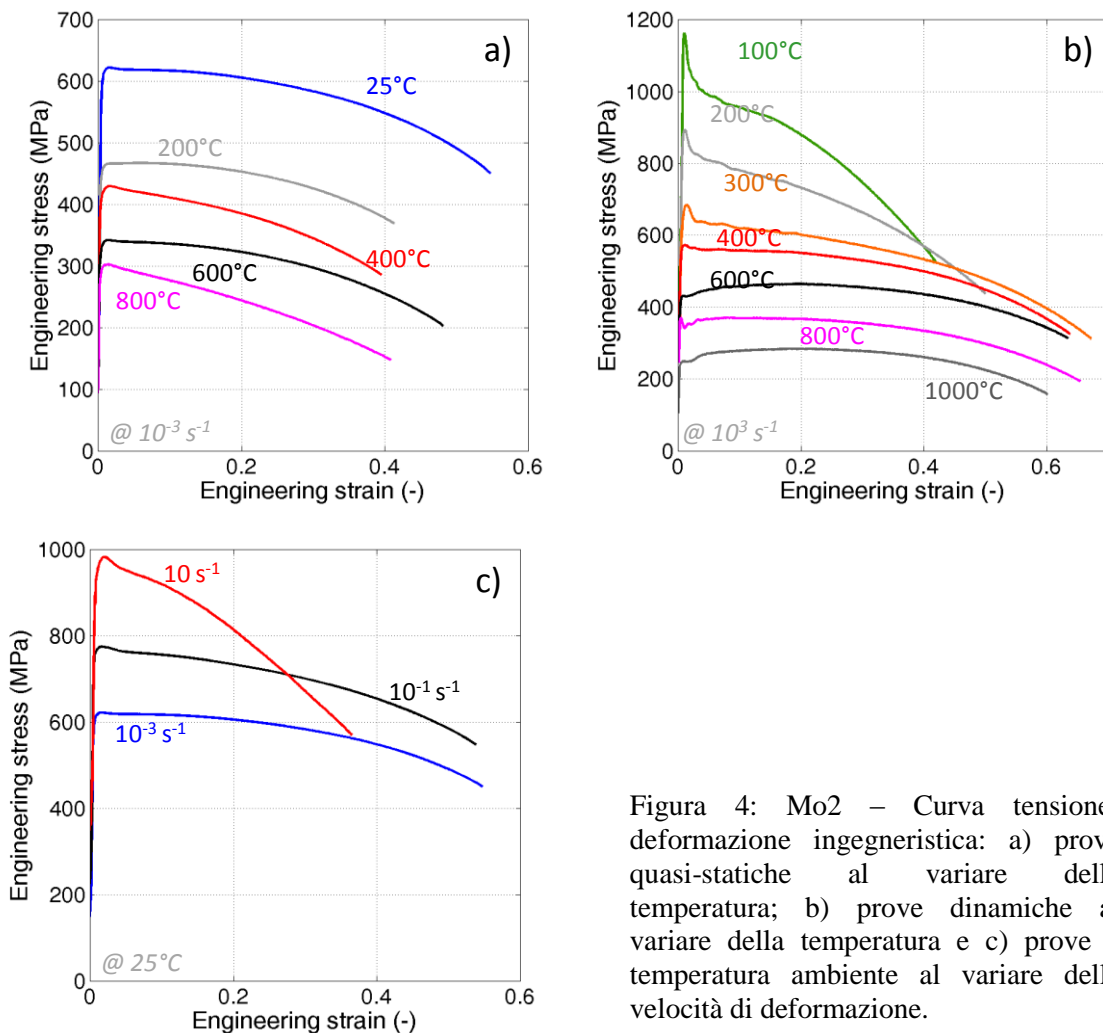 a)
700
600
500
400
300
200
100
0
0
0.2
0.4
0.6
Engineering stress (MPa)
Engineering strain (-)
25°C
200°C
400°C
600°C
800°C
@ 10⁻³ s⁻¹
b)
1200
1000
800
600
400
200
0
0
0.2
0.4
0.6
Engineering stress (MPa)
Engineering strain (-)
100°C
200°C
300°C
400°C
600°C
800°C
1000°C
@ 10³ s⁻¹
c)
1000
800
600
400
200
0
0
0.2
0.4
0.6
Engineering stress (MPa)
Engineering strain (-)
10 s⁻¹
10⁻¹ s⁻¹
10⁻³ s⁻¹
@ 25°C
Figura 4: Mo2 – Curva tensione
deformazione ingegneristica: a) prov
quasi-statiche al variare dell
temperatura; b) prove dinamiche a
variare della temperatura e c) prove
temperatura ambiente al variare dell
velocità di deformazione.